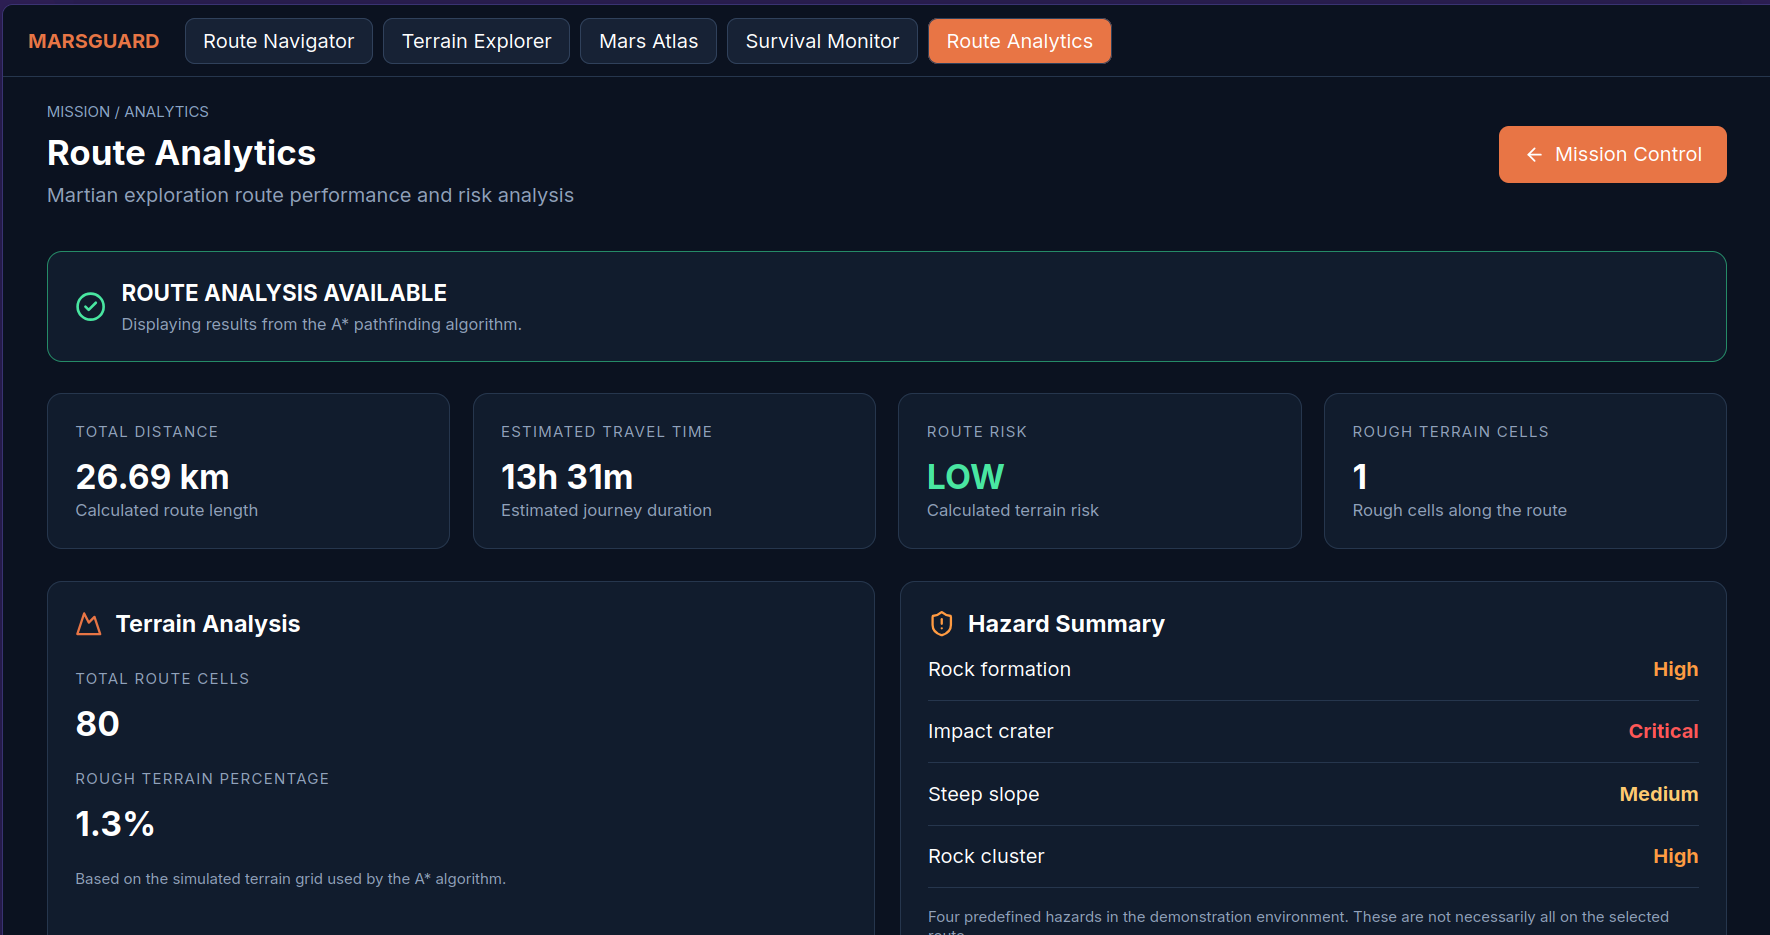 MARSGUARD
Route Navigator
Terrain Explorer
Mars Atlas
Survival Monitor
Route Analytics
MISSION / ANALYTICS
Route Analytics
Martian exploration route performance and risk analysis
← Mission Control
ROUTE ANALYSIS AVAILABLE
Displaying results from the A* pathfinding algorithm.
TOTAL DISTANCE
26.69 km
Calculated route length
ESTIMATED TRAVEL TIME
13h 31m
Estimated journey duration
ROUTE RISK
LOW
Calculated terrain risk
ROUGH TERRAIN CELLS
1
Rough cells along the route
Terrain Analysis
TOTAL ROUTE CELLS
80
ROUGH TERRAIN PERCENTAGE
1.3%
Based on the simulated terrain grid used by the A* algorithm.
Hazard Summary
Rock formation High
Impact crater Critical
Steep slope Medium
Rock cluster High
Four predefined hazards in the demonstration environment. These are not necessarily all on the selected
route.